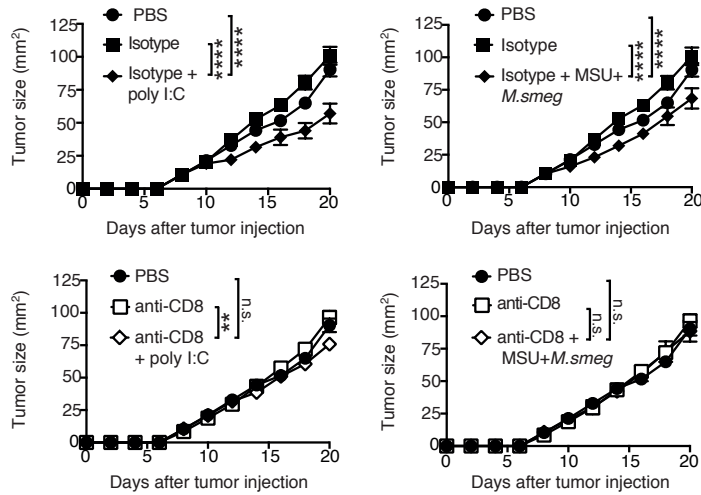 Tumor size (mm²)
125
100
75
50
25
0
PBS
Isotype
Isotype +
poly I:C
****
****
0 5 10 15 20
Days after tumor injection
Tumor size (mm²)
125
100
75
50
25
0
PBS
Isotype
Isotype + MSU+
M.smeg
****
****
0 5 10 15 20
Days after tumor injection
Tumor size (mm²)
125
100
75
50
25
0
PBS
anti-CD8
anti-CD8
+ poly I:C
**
n.s.
0 5 10 15 20
Days after tumor injection
Tumor size (mm²)
125
100
75
50
25
0
PBS
anti-CD8
anti-CD8 +
MSU+M.smeg
n.s.
n.s.
0 5 10 15 20
Days after tumor injection